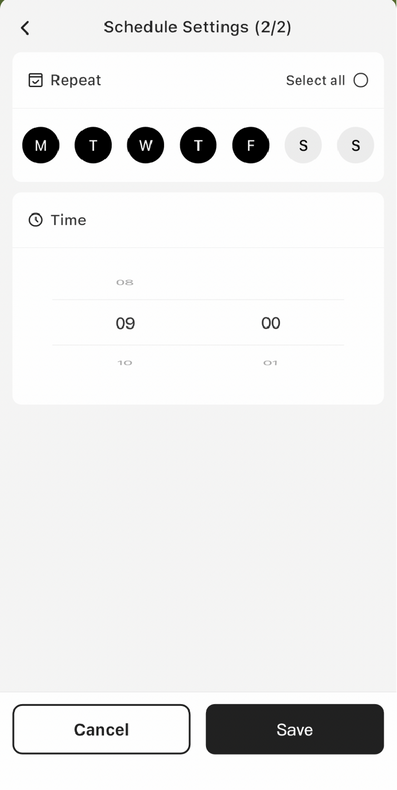 Schedule Settings (2/2)
Repeat
Select all
M T W T F S S
Time
08
09 00
10 01
Cancel
Save